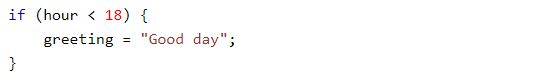 if (hour < 18) {
    greeting = "Good day";
}